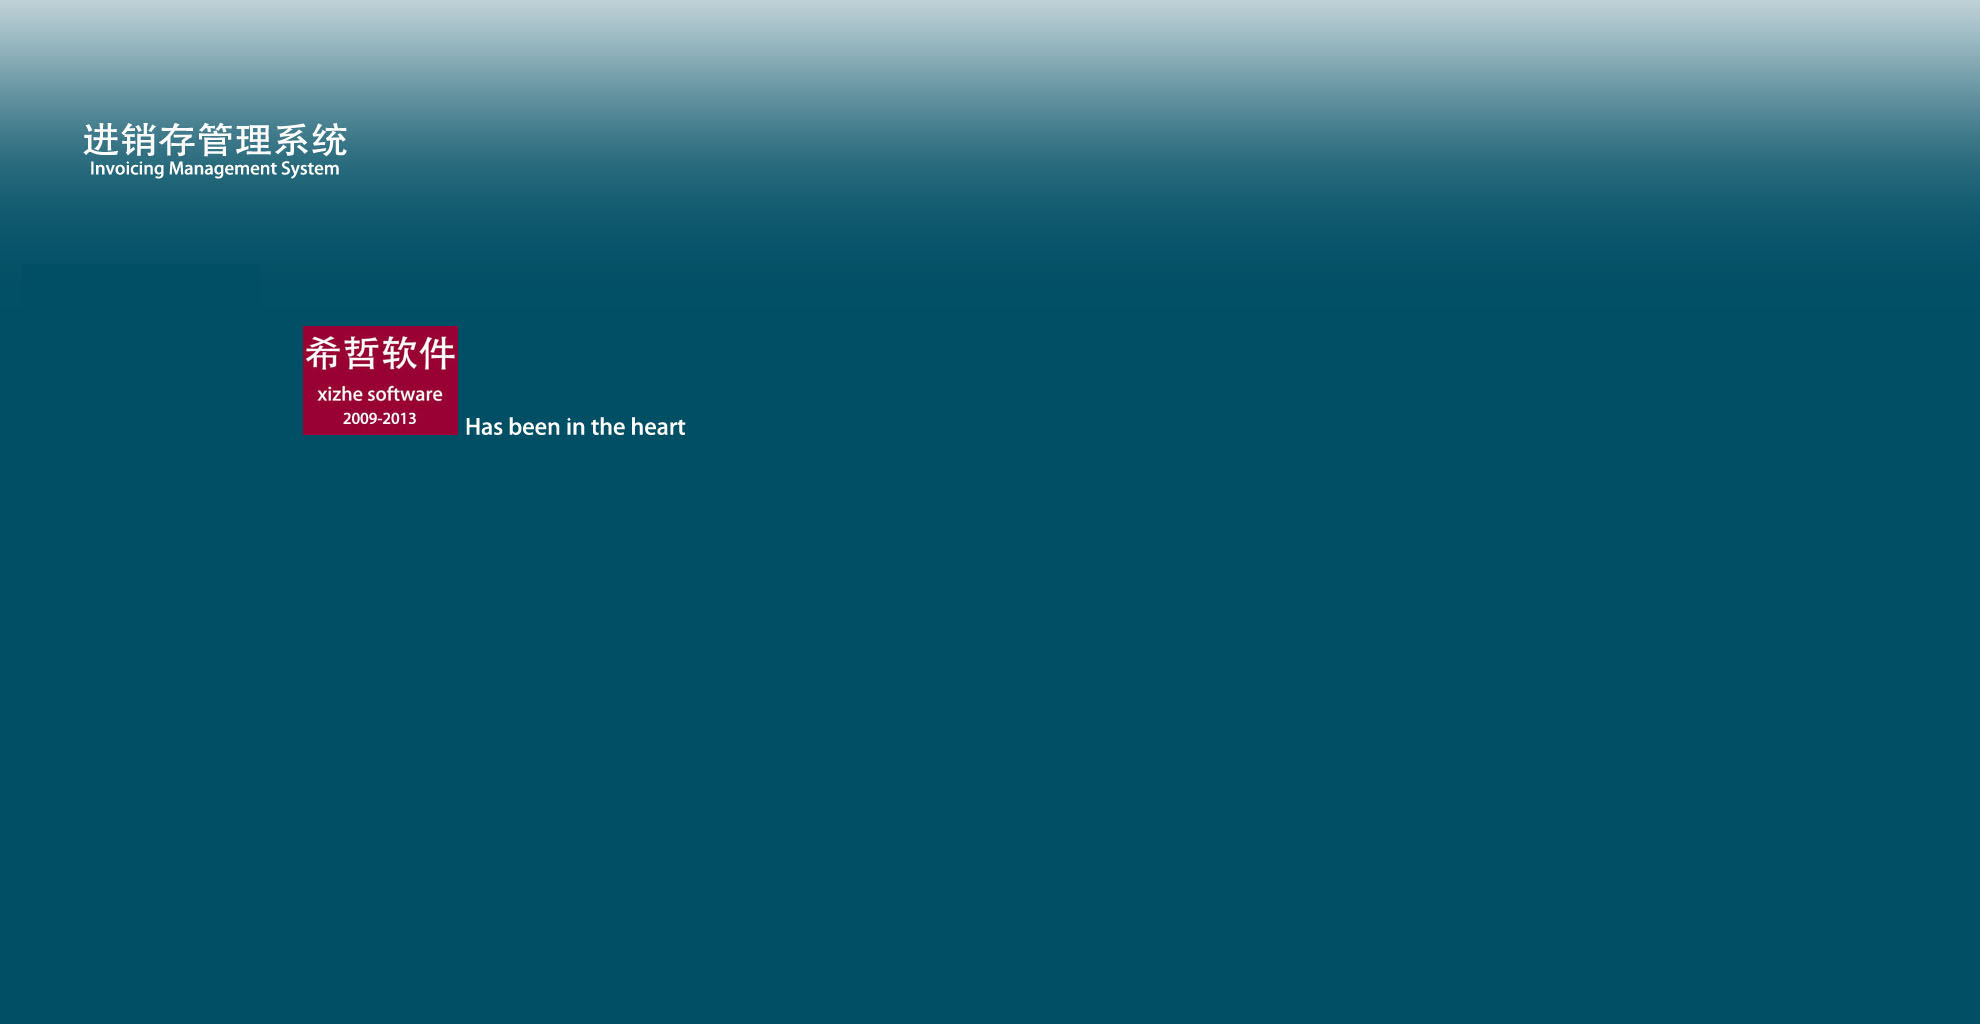 进销存管理系统
Invoicing Management System
希哲软件
xizhe software
2009-2013
Has been in the heart